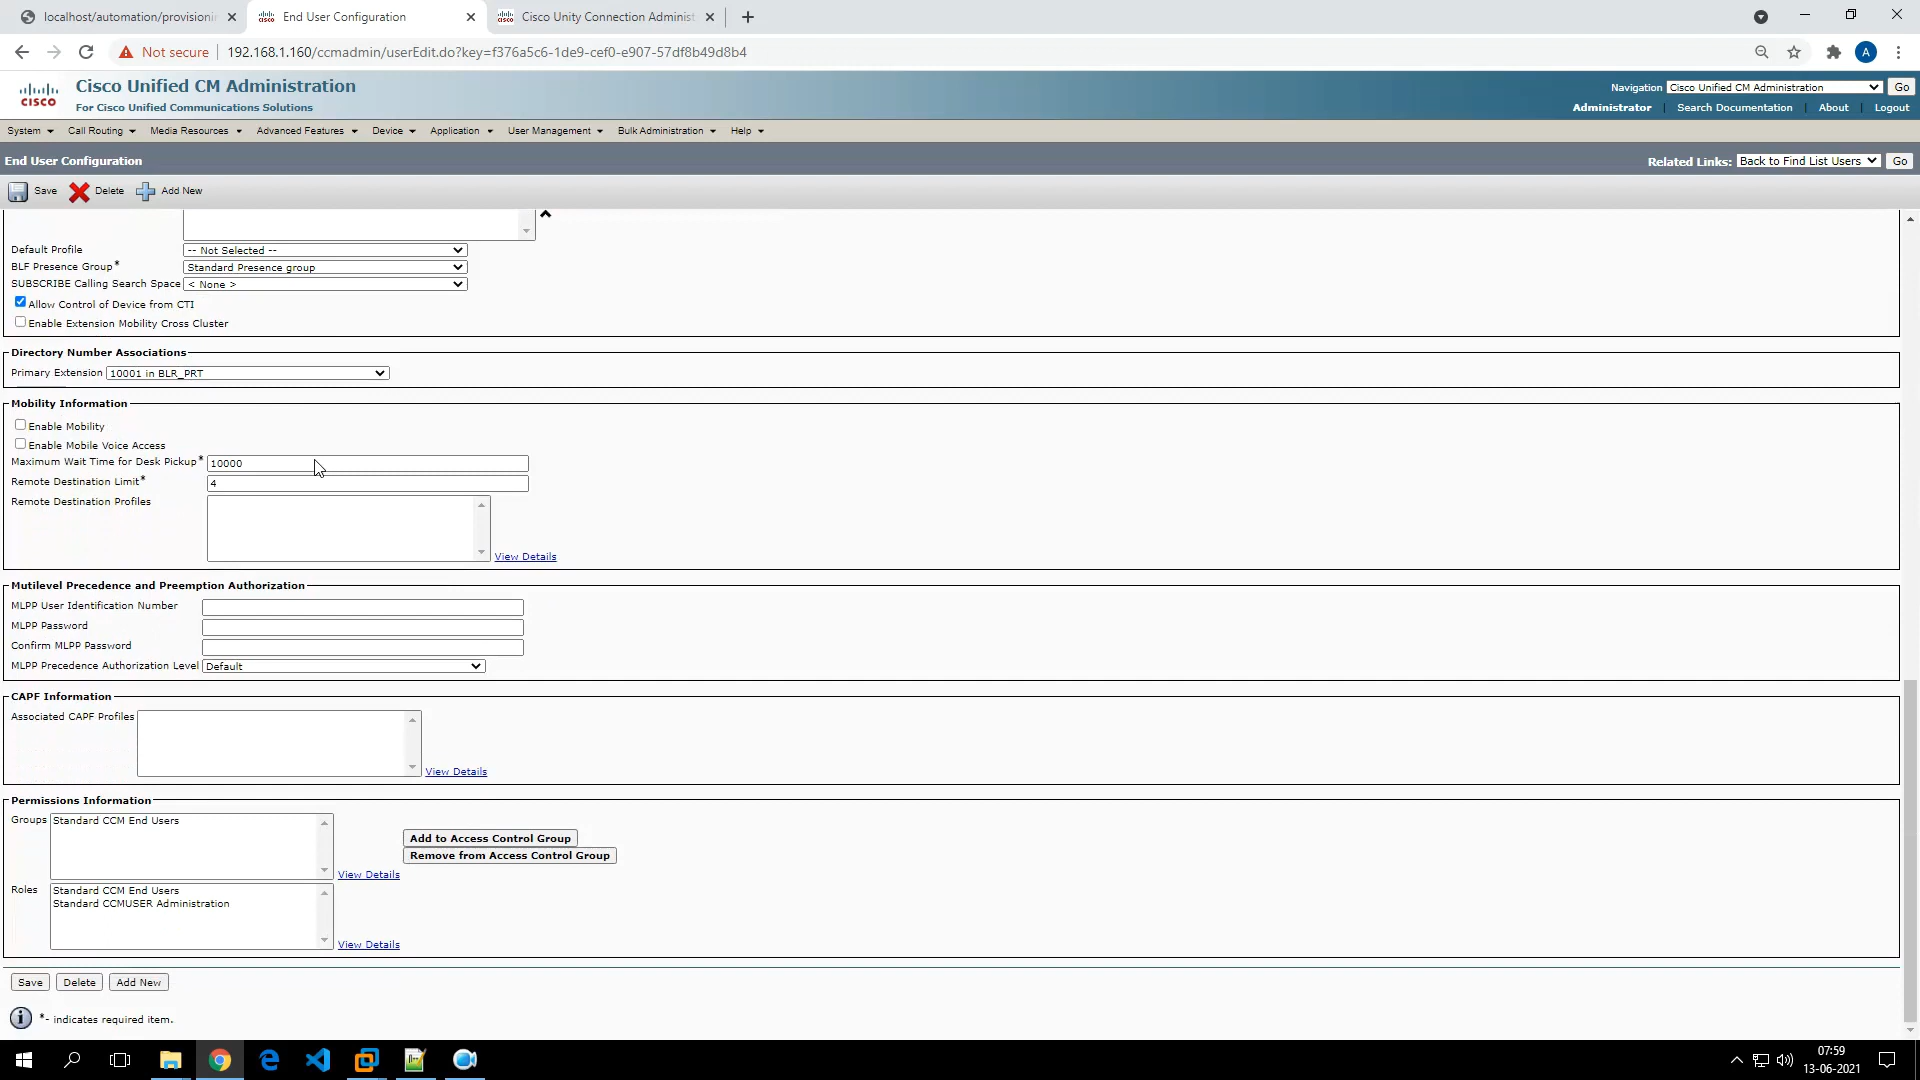 localhost/automation/provisionin
End User Configuration
Cisco Unity Connection Administ
Not secure
192.168.1.160/ccmadmin/userEdit.do?key=f376a5c6-1de9-cef0-e907-57df8b49d8b4
A
CISCO
Cisco Unified CM Administration
For Cisco Unified Communications Solutions
Navigation Cisco Unified CM Administration Go
Administrator | Search Documentation | About | Logout
System Call Routing Media Resources Advanced Features Device Application User Management Bulk Administration Help
End User Configuration
Related Links: Back to Find List Users Go
Save Delete Add New
Default Profile -- Not Selected --
BLF Presence Group* Standard Presence group
SUBSCRIBE Calling Search Space < None >
Allow Control of Device from CTI
Enable Extension Mobility Cross Cluster
Directory Number Associations
Primary Extension 10001 in BLR_PRT
Mobility Information
Enable Mobility
Enable Mobile Voice Access
Maximum Wait Time for Desk Pickup* 10000
Remote Destination Limit* 4
Remote Destination Profiles
View Details
Mutilevel Precedence and Preemption Authorization
MLPP User Identification Number
MLPP Password
Confirm MLPP Password
MLPP Precedence Authorization Level Default
CAPF Information
Associated CAPF Profiles
View Details
Permissions Information
Groups Standard CCM End Users
Add to Access Control Group
Remove from Access Control Group
View Details
Roles Standard CCM End Users
Standard CCMUSER Administration
View Details
Save Delete Add New
*- indicates required item.
07:59
13-06-2021